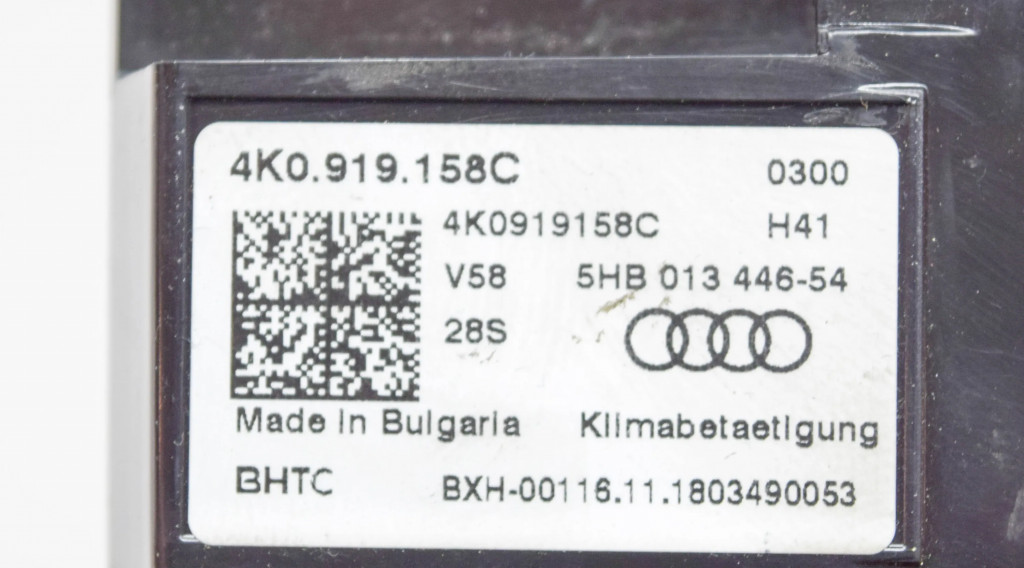 4K0.919.158C 0300
4K0919158C H41
V58 5HB 013 446-54
28S
Made in Bulgaria Klimabetaetigung
BHTC BXH-00116.11.1803490053